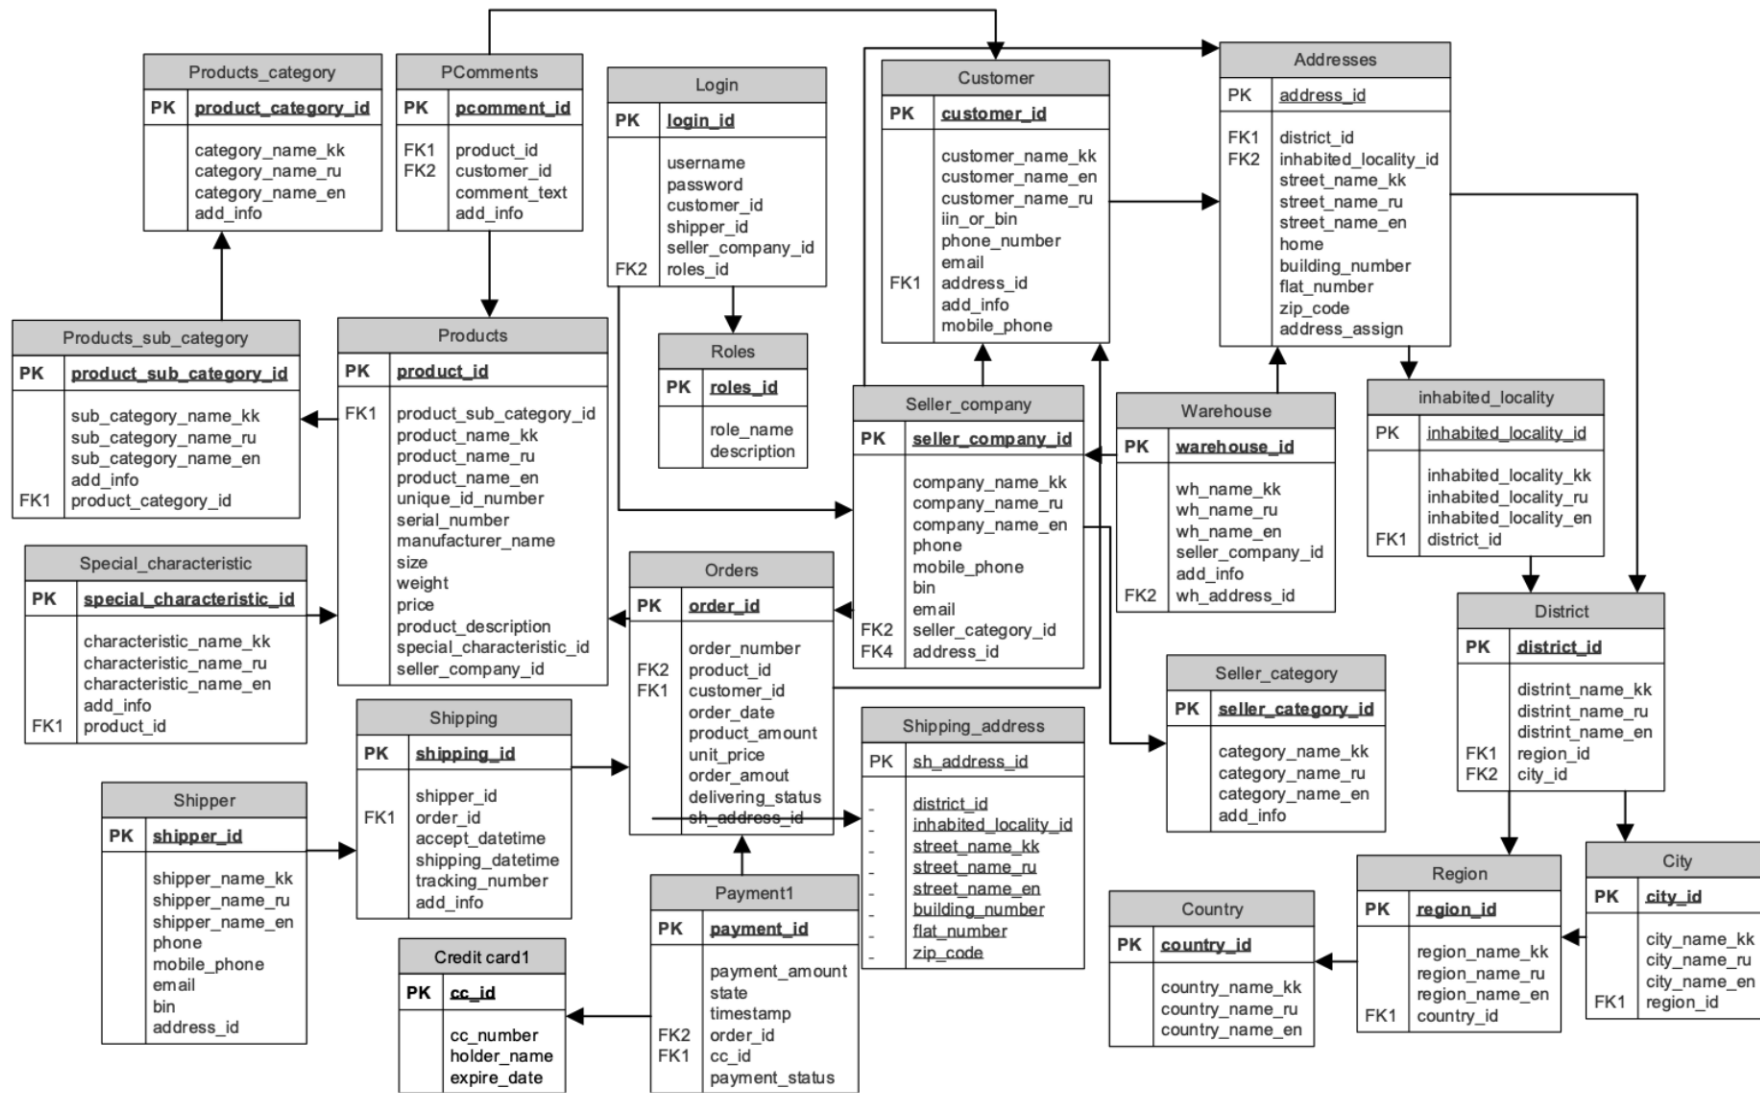 Products_category
PK product_category_id
category_name_kk
category_name_ru
category_name_en
add_info
PComments
PK pcomment_id
FK1 product_id
FK2 customer_id
comment_text
add_info
Login
PK login_id
username
password
customer_id
shipper_id
seller_company_id
FK2 roles_id
Customer
PK customer_id
customer_name_kk
customer_name_en
customer_name_ru
iin_or_bin
phone_number
email
FK1 address_id
add_info
mobile_phone
Addresses
PK address_id
FK1 district_id
FK2 inhabited_locality_id
street_name_kk
street_name_ru
street_name_en
home
building_number
flat_number
zip_code
address_assign
Products_sub_category
PK product_sub_category_id
sub_category_name_kk
sub_category_name_ru
sub_category_name_en
add_info
FK1 product_category_id
Products
PK product_id
FK1 product_sub_category_id
product_name_kk
product_name_ru
product_name_en
unique_id_number
serial_number
manufacturer_name
size
weight
price
product_description
special_characteristic_id
seller_company_id
Roles
PK roles_id
role_name
description
Seller_company
PK seller_company_id
company_name_kk
company_name_ru
company_name_en
phone
mobile_phone
bin
email
FK2 seller_category_id
FK4 address_id
Warehouse
PK warehouse_id
wh_name_kk
wh_name_ru
wh_name_en
seller_company_id
add_info
FK2 wh_address_id
inhabited_locality
PK inhabited_locality_id
inhabited_locality_kk
inhabited_locality_ru
inhabited_locality_en
FK1 district_id
Special_characteristic
PK special_characteristic_id
characteristic_name_kk
characteristic_name_ru
characteristic_name_en
add_info
FK1 product_id
Orders
PK order_id
order_number
FK2 product_id
FK1 customer_id
order_date
product_amount
unit_price
order_amout
delivering_status
sh_address_id
District
PK district_id
distrint_name_kk
distrint_name_ru
distrint_name_en
FK1 region_id
FK2 city_id
Seller_category
PK seller_category_id
category_name_kk
category_name_ru
category_name_en
add_info
Shipping
PK shipping_id
shipper_id
FK1 order_id
accept_datetime
shipping_datetime
tracking_number
add_info
Shipping_address
PK sh_address_id
- district_id
- inhabited_locality_id
- street_name_kk
- street_name_ru
- street_name_en
- building_number
- flat_number
- zip_code
Shipper
PK shipper_id
shipper_name_kk
shipper_name_ru
shipper_name_en
phone
mobile_phone
email
bin
address_id
Payment1
PK payment_id
payment_amount
state
timestamp
FK2 order_id
FK1 cc_id
payment_status
Credit card1
PK cc_id
cc_number
holder_name
expire_date
Country
PK country_id
country_name_kk
country_name_ru
country_name_en
Region
PK region_id
region_name_kk
region_name_ru
region_name_en
FK1 country_id
City
PK city_id
city_name_kk
city_name_ru
city_name_en
FK1 region_id